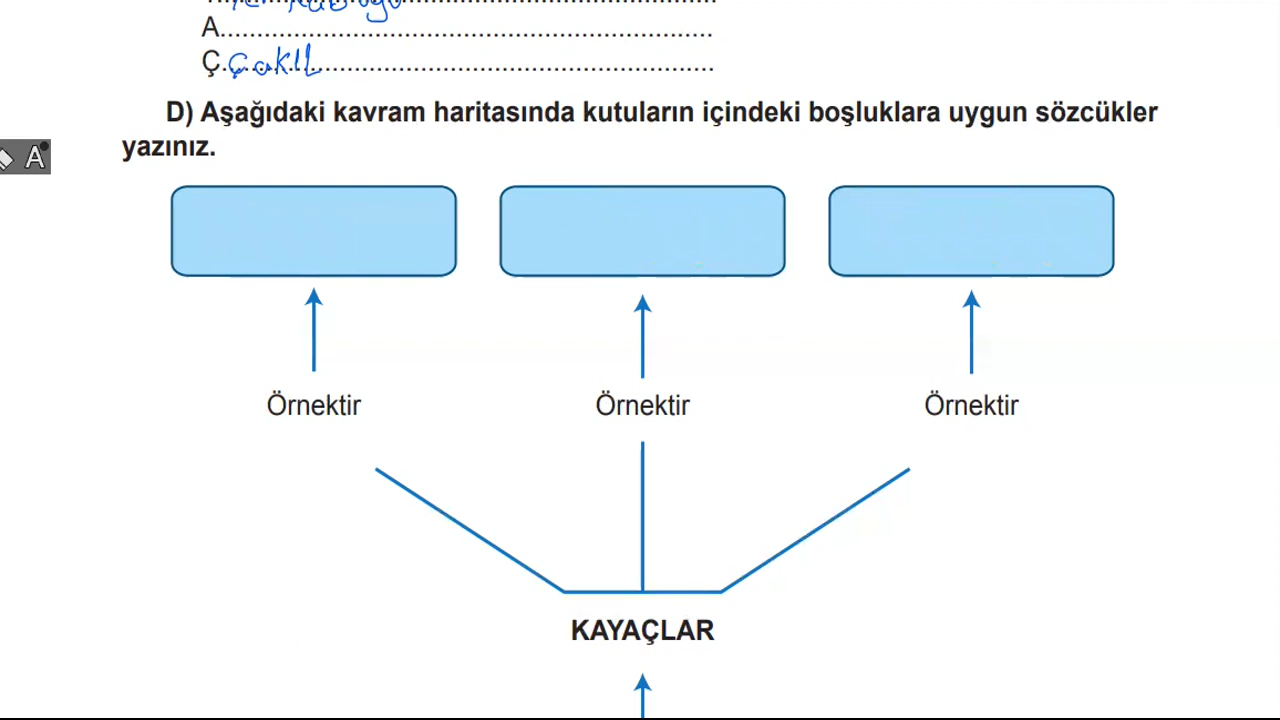 A..................................................................
Ç.çakıl..................................................................
D) Aşağıdaki kavram haritasında kutuların içindeki boşluklara uygun sözcükler
yazınız.
A
Örnektir Örnektir Örnektir
KAYAÇLAR